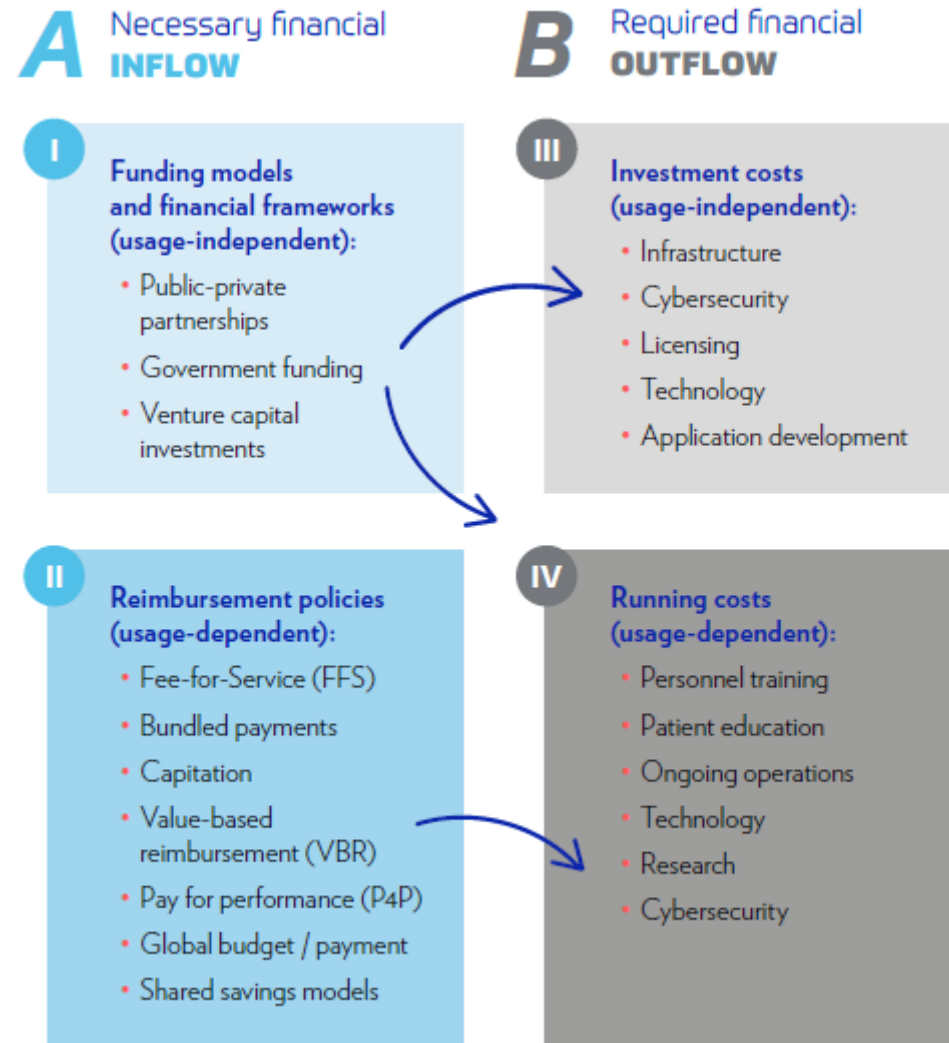 A Necessary financial
INFLOW
B Required financial
OUTFLOW
I
Funding models
and financial frameworks
(usage-independent):
• Public-private
partnerships
• Government funding
• Venture capital
investments
III
Investment costs
(usage-independent):
• Infrastructure
• Cybersecurity
• Licensing
• Technology
• Application development
II
Reimbursement policies
(usage-dependent):
• Fee-for-Service (FFS)
• Bundled payments
• Capitation
• Value-based
reimbursement (VBR)
• Pay for performance (P4P)
• Global budget / payment
• Shared savings models
IV
Running costs
(usage-dependent):
• Personnel training
• Patient education
• Ongoing operations
• Technology
• Research
• Cybersecurity